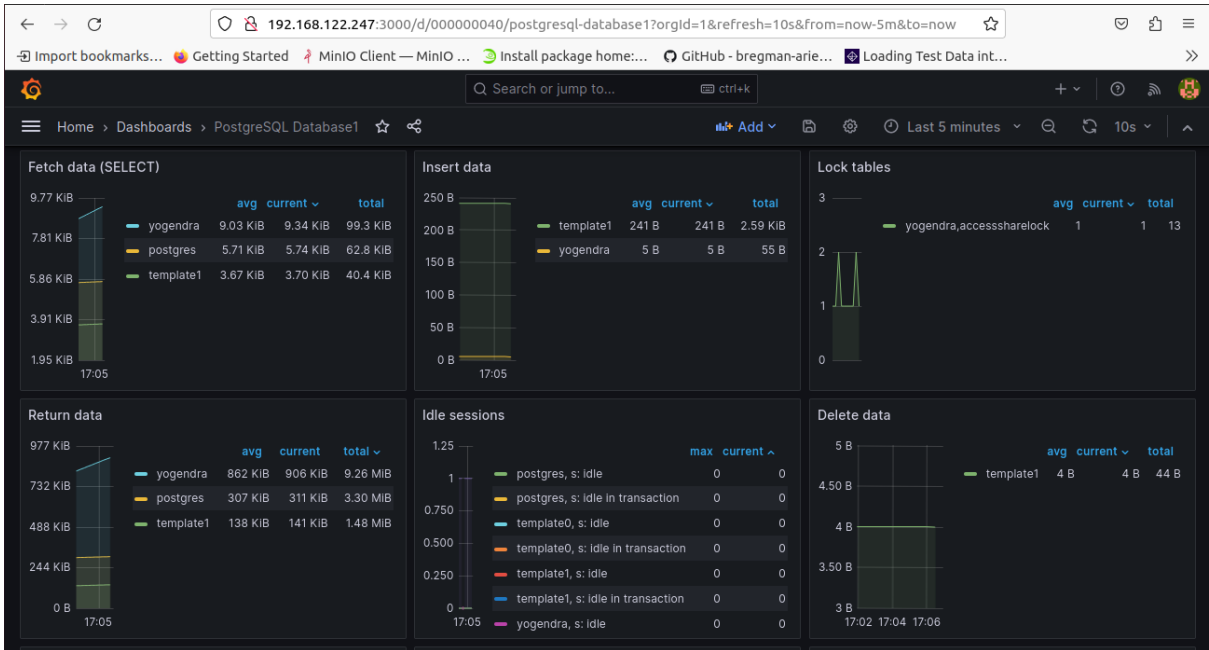 192.168.122.247:3000/d/000000040/postgresql-database1?orgId=1&refresh=10s&from=now-5m&to=now
Import bookmarks... Getting Started MinIO Client — MinIO ... Install package home:... GitHub - bregman-arie... Loading Test Data int...
Search or jump to... ctrl+k
Home > Dashboards > PostgreSQL Database1 Add Last 5 minutes 10s
Fetch data (SELECT)
9.77 KiB
7.81 KiB
5.86 KiB
3.91 KiB
1.95 KiB
17:05
avg current total
yogendra 9.03 KiB 9.34 KiB 99.3 KiB
postgres 5.71 KiB 5.74 KiB 62.8 KiB
template1 3.67 KiB 3.70 KiB 40.4 KiB
Insert data
250 B
200 B
150 B
100 B
50 B
0 B
17:05
avg current total
template1 241 B 241 B 2.59 KiB
yogendra 5 B 5 B 55 B
Lock tables
3
2
1
0
avg current total
yogendra,accesssharelock 1 1 13
Return data
977 KiB
732 KiB
488 KiB
244 KiB
0 B
17:05
avg current total
yogendra 862 KiB 906 KiB 9.26 MiB
postgres 307 KiB 311 KiB 3.30 MiB
template1 138 KiB 141 KiB 1.48 MiB
Idle sessions
1.25
1
0.750
0.500
0.250
0
17:05
max current
postgres, s: idle 0 0
postgres, s: idle in transaction 0 0
template0, s: idle 0 0
template0, s: idle in transaction 0 0
template1, s: idle 0 0
template1, s: idle in transaction 0 0
yogendra, s: idle 0 0
Delete data
5 B
4.50 B
4 B
3.50 B
3 B
17:02 17:04 17:06
avg current total
template1 4 B 4 B 44 B